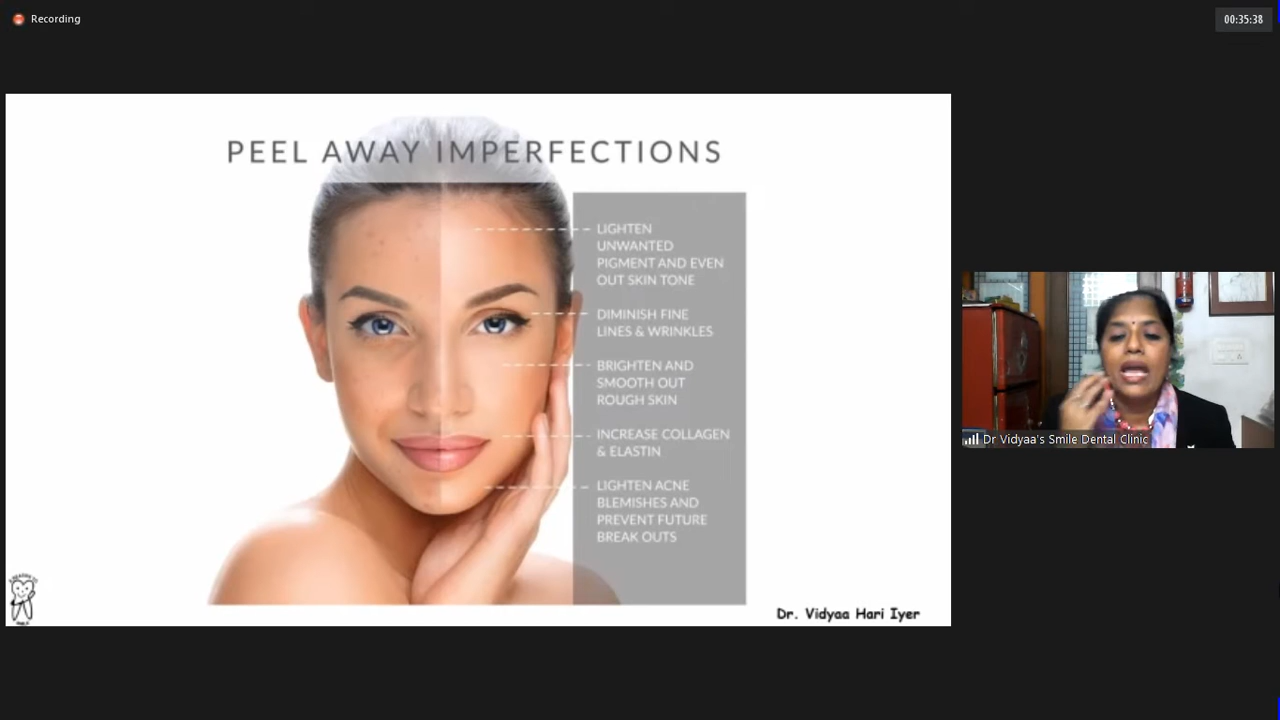 Recording
00:35:38
PEEL AWAY IMPERFECTIONS
LIGHTEN
UNWANTED
PIGMENT AND EVEN
OUT SKIN TONE
DIMINISH FINE
LINES & WRINKLES
BRIGHTEN AND
SMOOTH OUT
ROUGH SKIN
INCREASE COLLAGEN
& ELASTIN
LIGHTEN ACNE
BLEMISHES AND
PREVENT FUTURE
BREAK OUTS
Dr. Vidyaa Hari Iyer
Dr Vidyaa's Smile Dental Clinic